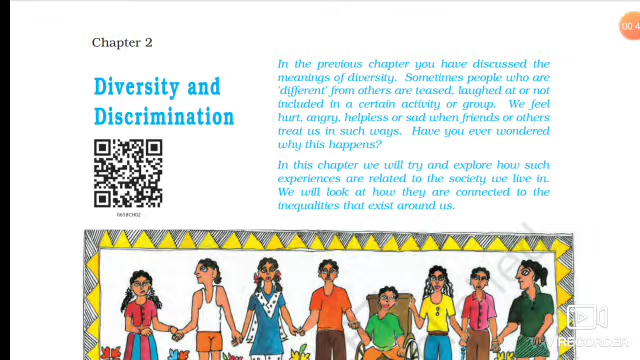 00:4
Chapter 2
Diversity and
Discrimination
0658CH02
In the previous chapter you have discussed the
meanings of diversity. Sometimes people who are
'different' from others are teased, laughed at or not
included in a certain activity or group. We feel
hurt, angry, helpless or sad when friends or others
treat us in such ways. Have you ever wondered
why this happens?
In this chapter we will try and explore how such
experiences are related to the society we live in.
We will look at how they are connected to the
inequalities that exist around us.
RECORDER